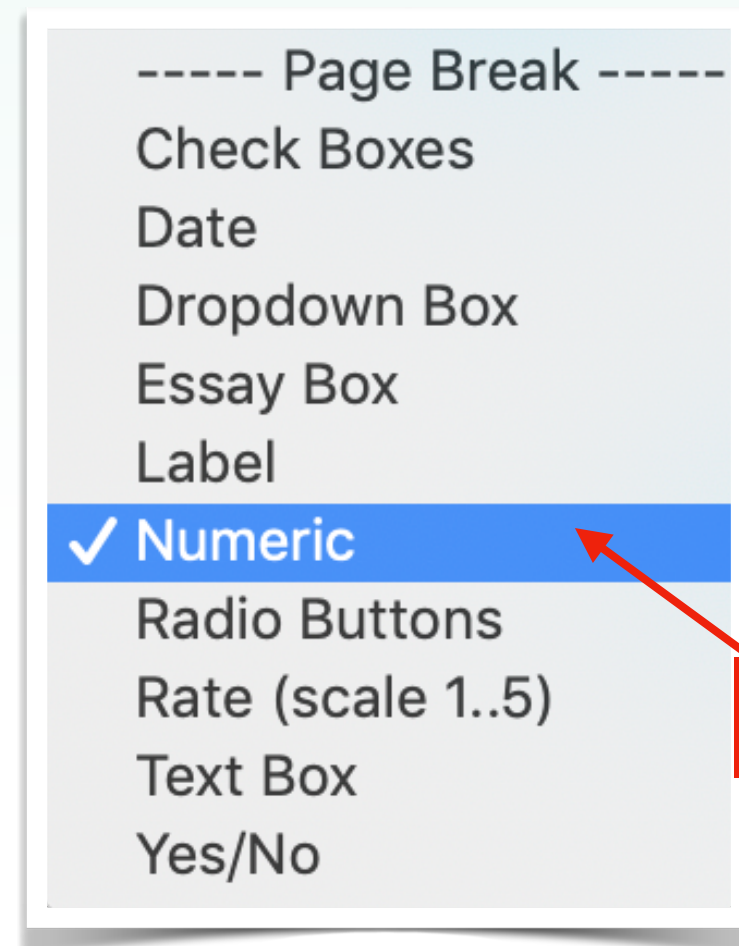 ----- Page Break -----
Check Boxes
Date
Dropdown Box
Essay Box
Label
✓ Numeric
Radio Buttons
Rate (scale 1..5)
Text Box
Yes/No